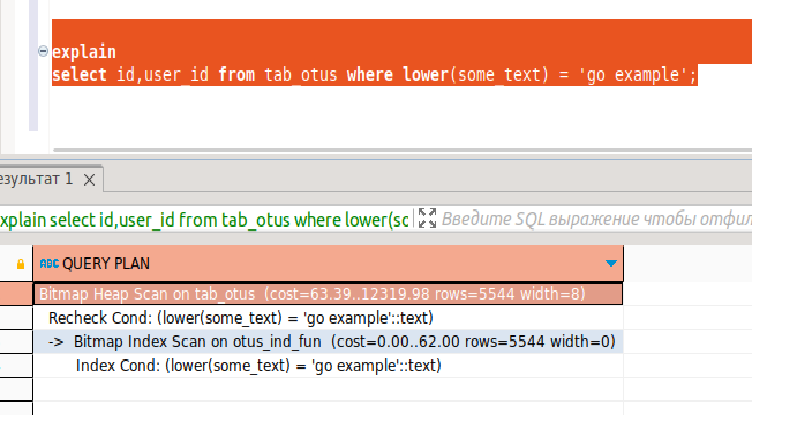 explain
select id,user_id from tab_otus where lower(some_text) = 'go example';
езультат 1
xplain select id,user_id from tab_otus where lower(sc
Введите SQL выражение чтобы отфил
ABC QUERY PLAN
Bitmap Heap Scan on tab_otus (cost=63.39..12319.98 rows=5544 width=8)
Recheck Cond: (lower(some_text) = 'go example'::text)
-> Bitmap Index Scan on otus_ind_fun (cost=0.00..62.00 rows=5544 width=0)
Index Cond: (lower(some_text) = 'go example'::text)